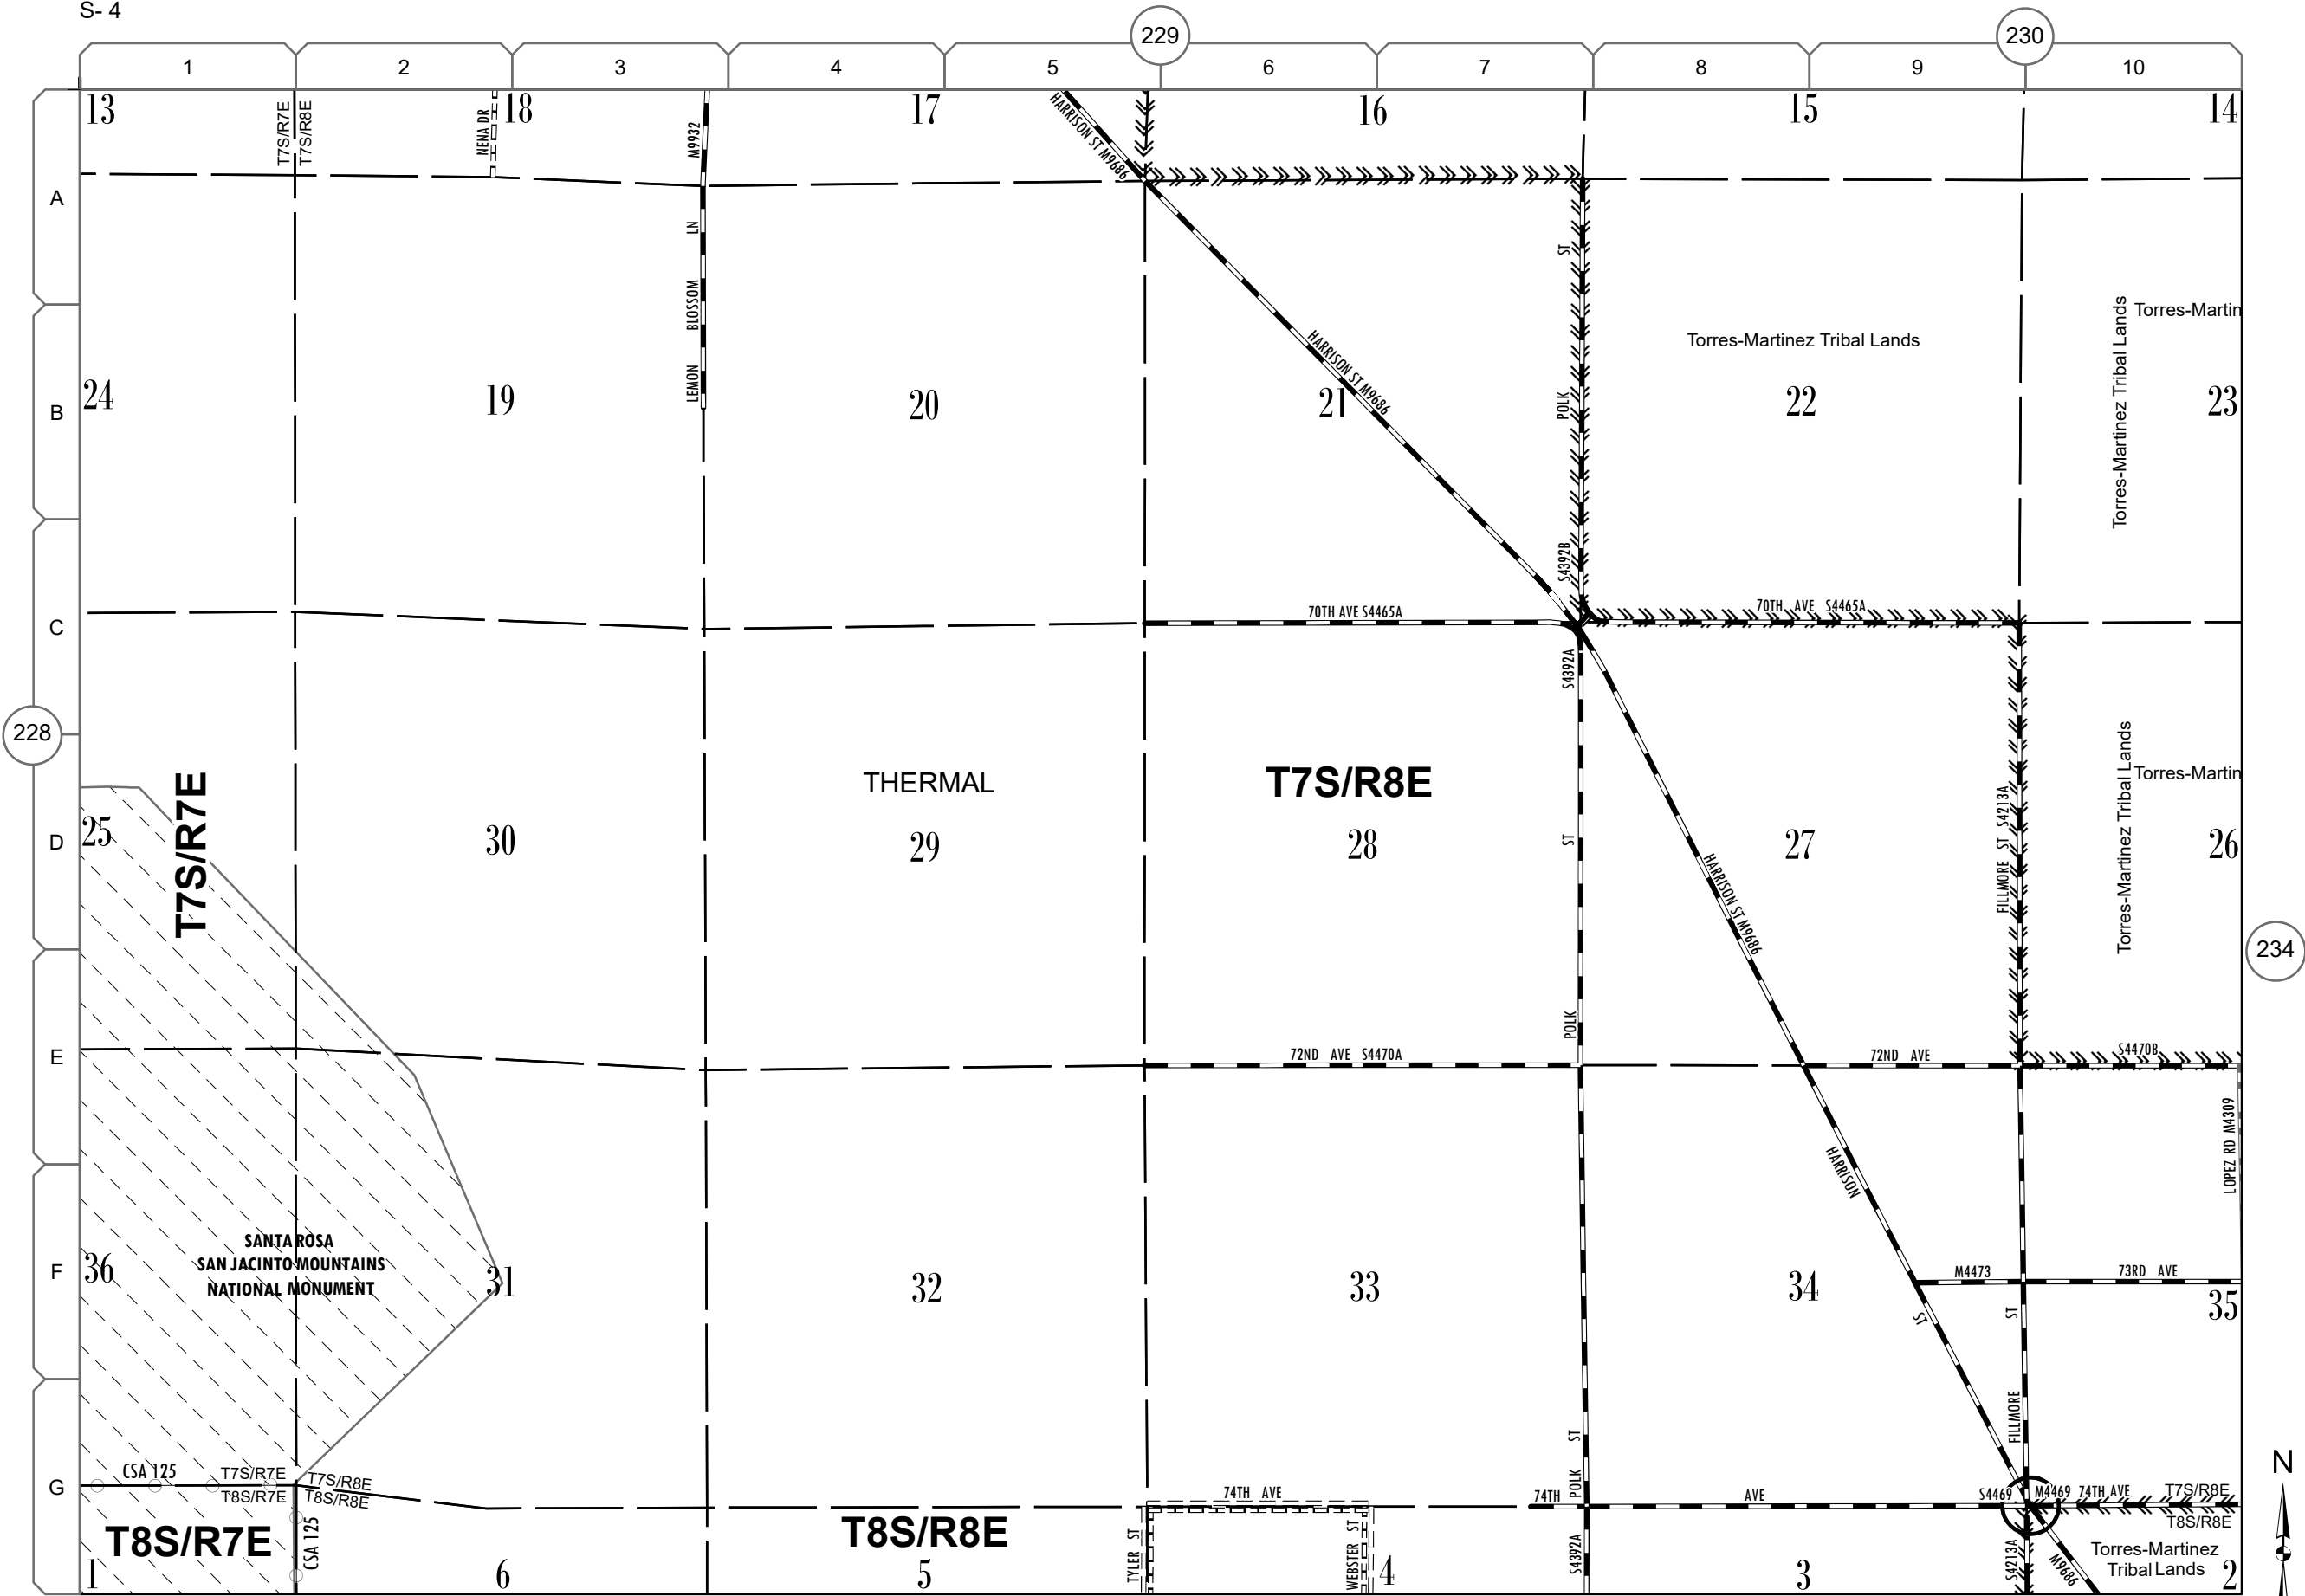 S- 4
229
230
1
2
3
4
5
6
7
8
9
10
13
T7S/R7E
T7S/R8E
NENA DR
18
M9932
17
HARRISON ST M9686
16
15
14
A
LEMON BLOSSOM LN
ST
HARRISON ST M9686
Torres-Martinez Tribal Lands
Torres-Martinez Tribal Lands
Torres-Martin
B
24
19
20
21
POLK
22
23
S4392B
C
70TH AVE S4465A
70TH AVE S4465A
S4392A
228
T7S/R7E
THERMAL
T7S/R8E
Torres-Martinez Tribal Lands
Torres-Martin
D
25
30
29
28
ST
27
FILLMORE ST S4213A
26
HARRISON ST M9686
234
POLK
E
72ND AVE S4470A
72ND AVE
S4470B
LOPEZ RD M4309
HARRISON
SANTA ROSA
SAN JACINTO MOUNTAINS
NATIONAL MONUMENT
F
36
31
32
33
34
M4473
73RD AVE
35
ST
ST
FILLMORE
ST
POLK
N
G
CSA 125
T7S/R7E
T8S/R7E
T7S/R8E
T8S/R8E
74TH AVE
74TH
AVE
S4469
M4469 74TH AVE
T7S/R8E
T8S/R8E
T8S/R7E
CSA 125
T8S/R8E
TYLER ST
WEBSTER ST
S4392A
S4213A
M9686
Torres-Martinez
Tribal Lands
1
6
5
4
3
2